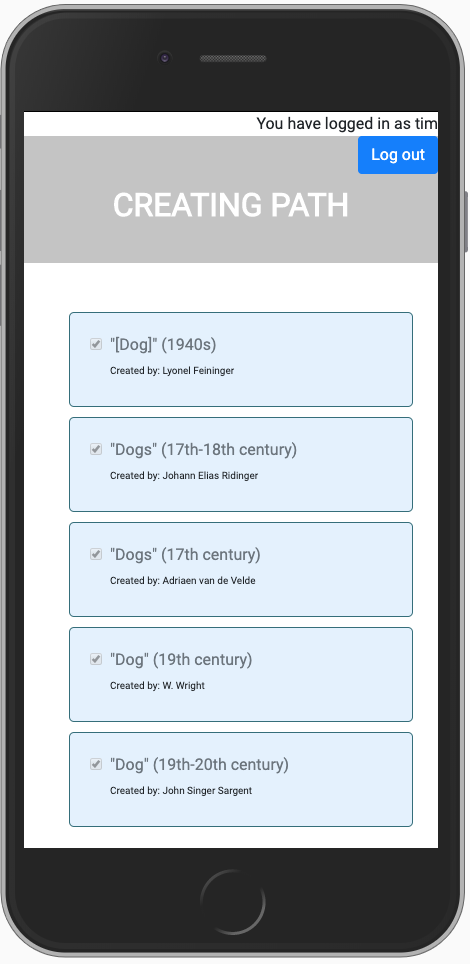 You have logged in as tim
Log out
CREATING PATH
"[Dog]" (1940s)
Created by: Lyonel Feininger
"Dogs" (17th-18th century)
Created by: Johann Elias Ridinger
"Dogs" (17th century)
Created by: Adriaen van de Velde
"Dog" (19th century)
Created by: W. Wright
"Dog" (19th-20th century)
Created by: John Singer Sargent